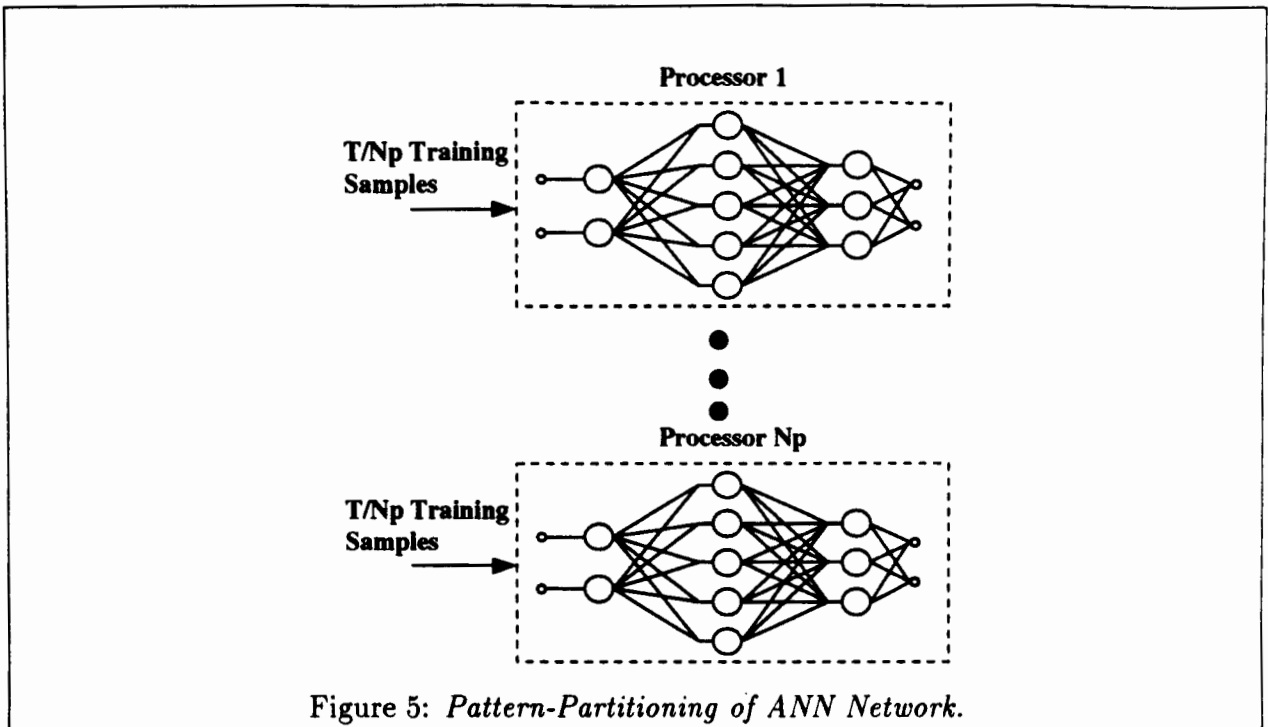 Processor 1
T/Np Training
Samples
Processor Np
T/Np Training
Samples
Figure 5: Pattern-Partitioning of ANN Network.